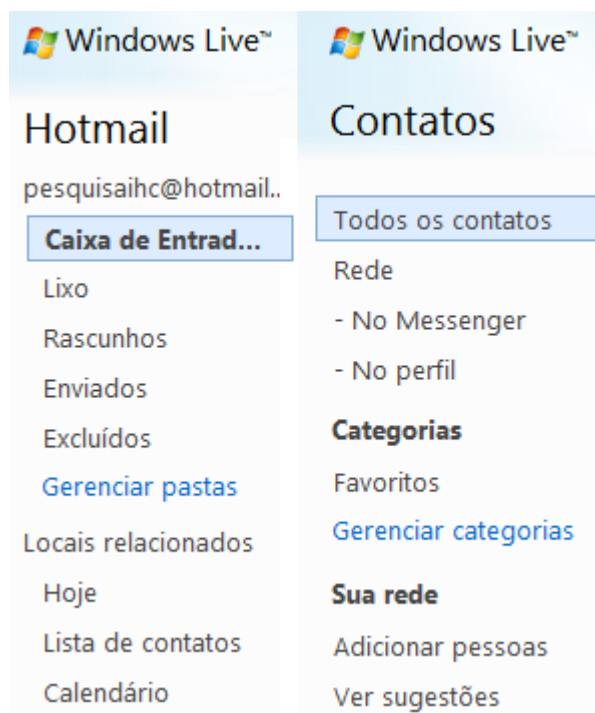 Windows Live™
Hotmail
pesquisaihc@hotmail..
Caixa de Entrad...
Lixo
Rascunhos
Enviados
Excluídos
Gerenciar pastas
Locais relacionados
Hoje
Lista de contatos
Calendário
Windows Live™
Contatos
Todos os contatos
Rede
- No Messenger
- No perfil
Categorias
Favoritos
Gerenciar categorias
Sua rede
Adicionar pessoas
Ver sugestões